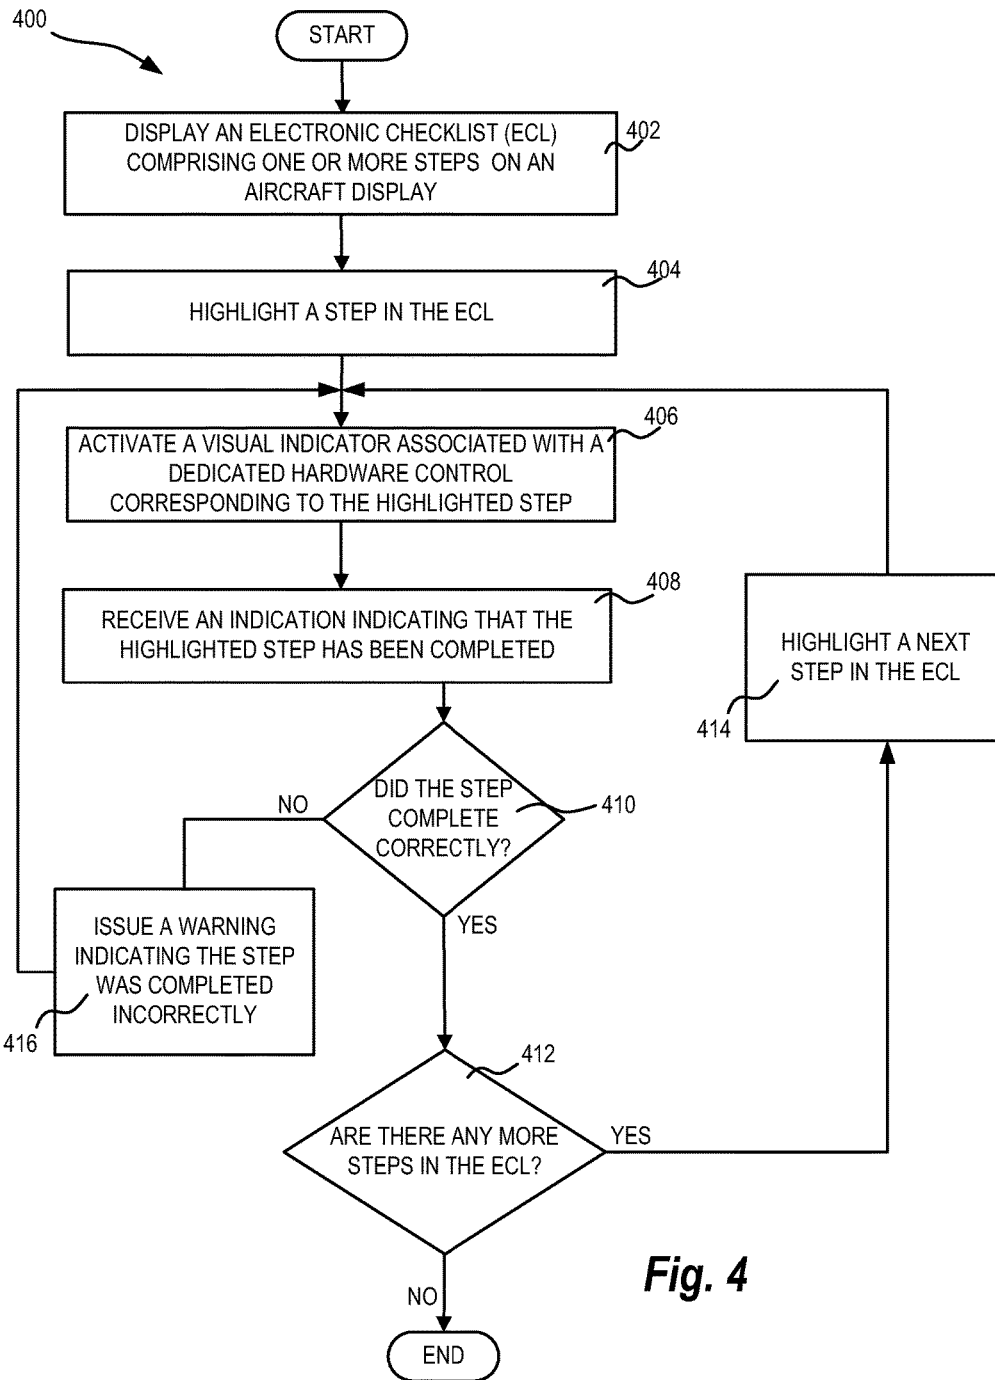 400
START
DISPLAY AN ELECTRONIC CHECKLIST (ECL)
COMPRISING ONE OR MORE STEPS ON AN
AIRCRAFT DISPLAY
402
HIGHLIGHT A STEP IN THE ECL
404
ACTIVATE A VISUAL INDICATOR ASSOCIATED WITH A
DEDICATED HARDWARE CONTROL
CORRESPONDING TO THE HIGHLIGHTED STEP
406
RECEIVE AN INDICATION INDICATING THAT THE
HIGHLIGHTED STEP HAS BEEN COMPLETED
408
HIGHLIGHT A NEXT
STEP IN THE ECL
414
DID THE STEP
COMPLETE
CORRECTLY?
410
NO
YES
ISSUE A WARNING
INDICATING THE STEP
WAS COMPLETED
INCORRECTLY
416
412
ARE THERE ANY MORE
STEPS IN THE ECL?
YES
NO
END
Fig. 4